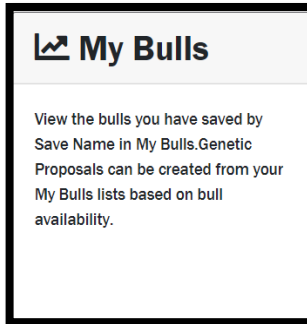 My Bulls
View the bulls you have saved by
Save Name in My Bulls.Genetic
Proposals can be created from your
My Bulls lists based on bull
availability.